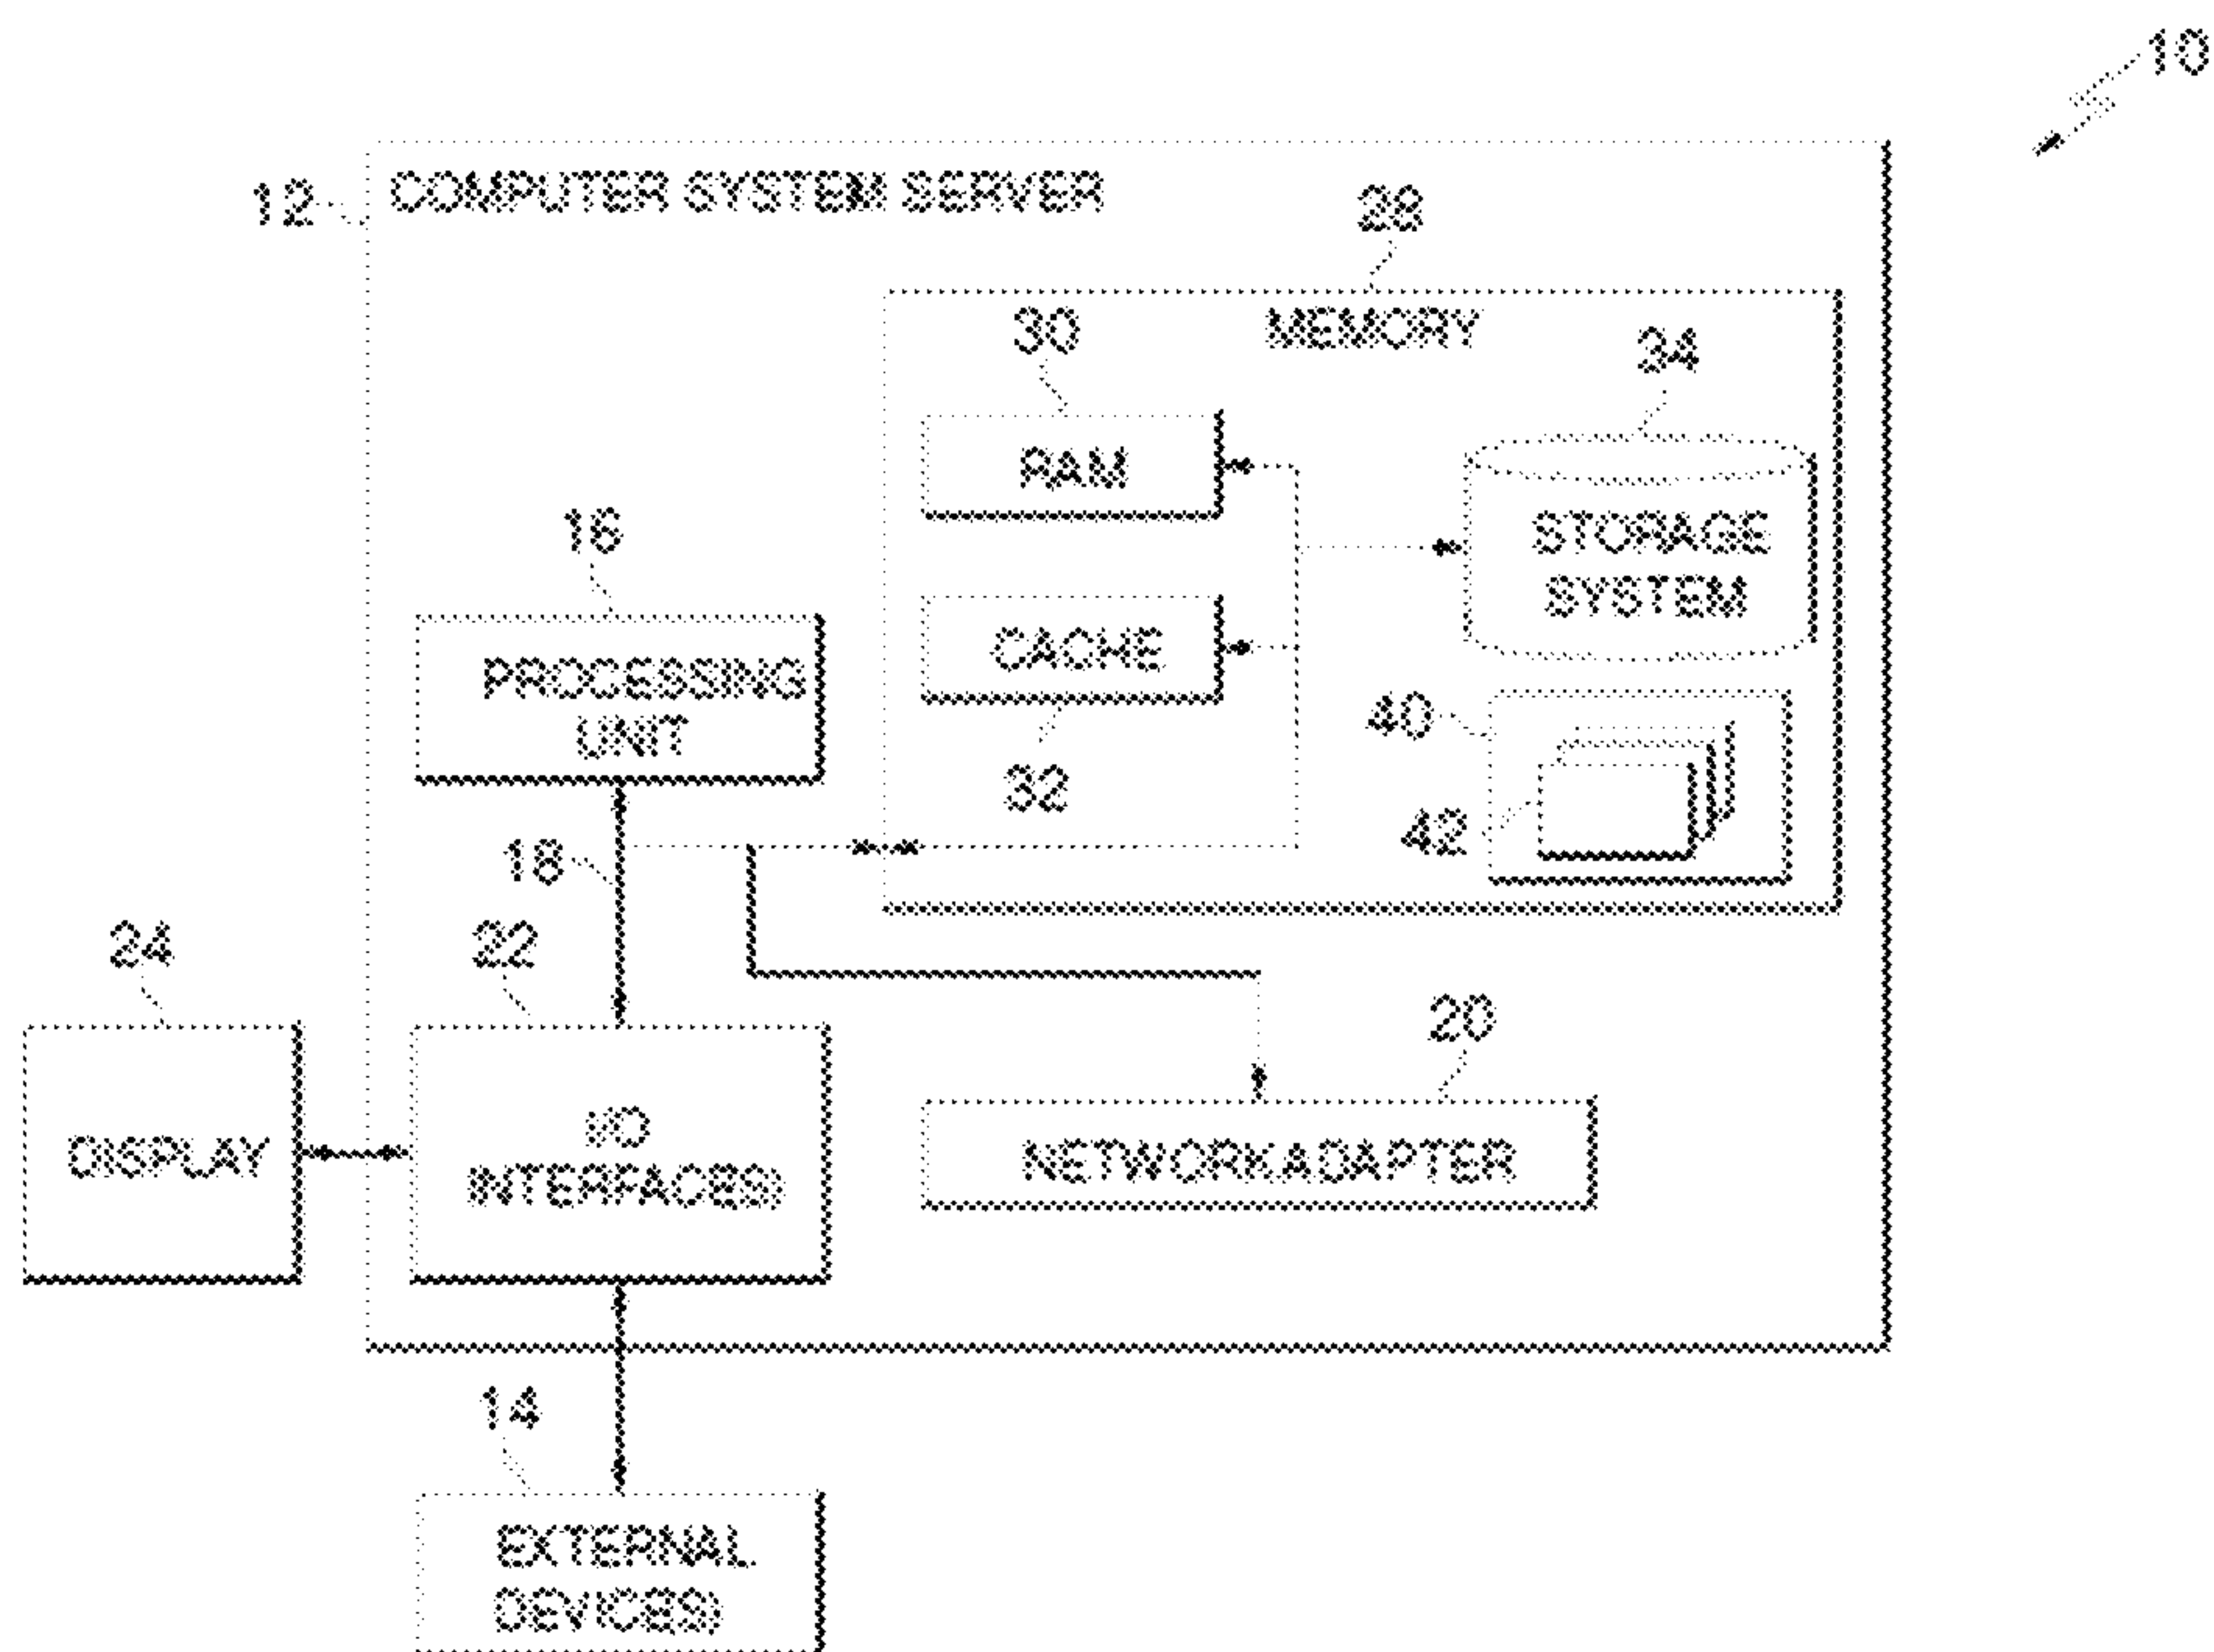 10
12
COMPUTER SYSTEM SERVER
28
30
MEMORY
34
RAM
16
STORAGE
SYSTEM
CACHE
PROCESSING
UNIT
40
32
42
18
24
22
20
I/O
INTERFACE(S)
DISPLAY
NETWORK ADAPTER
14
EXTERNAL
DEVICE(S)